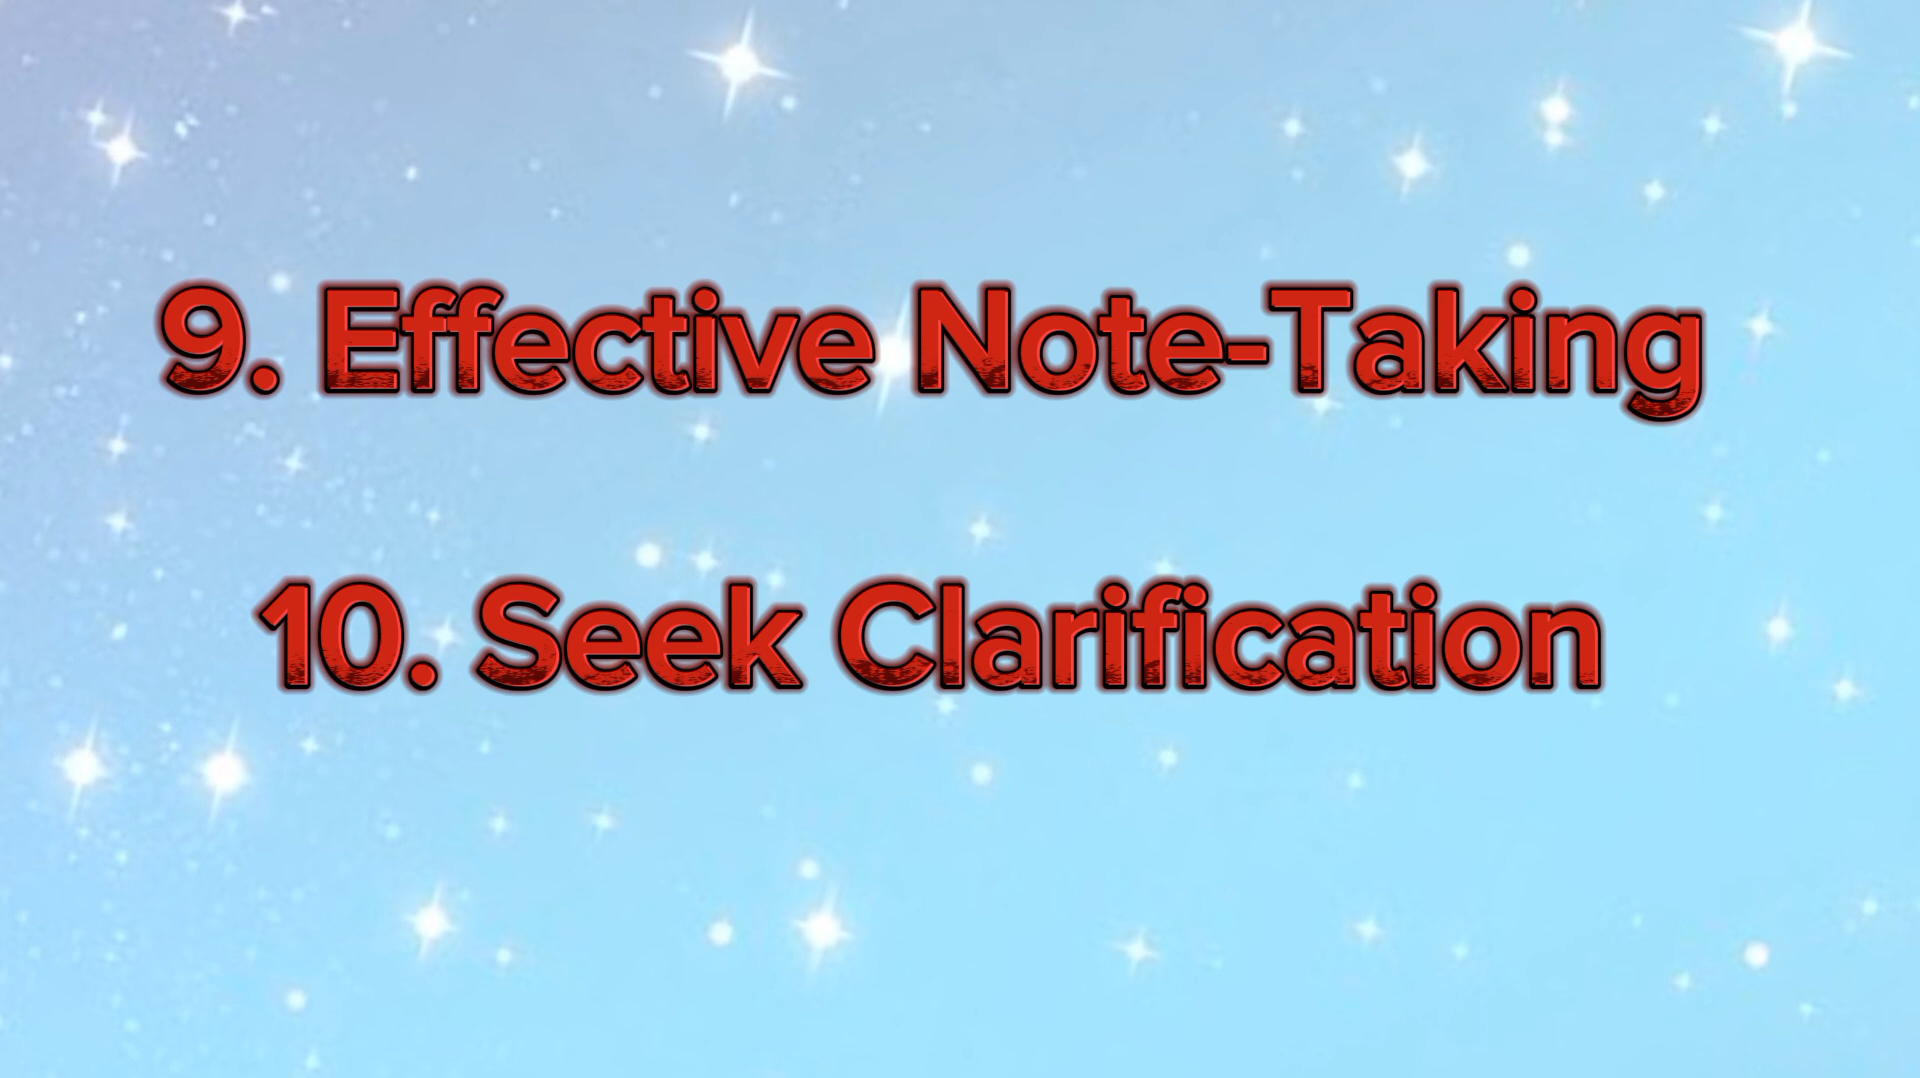 9. Effective Note-Taking
10. Seek Clarification